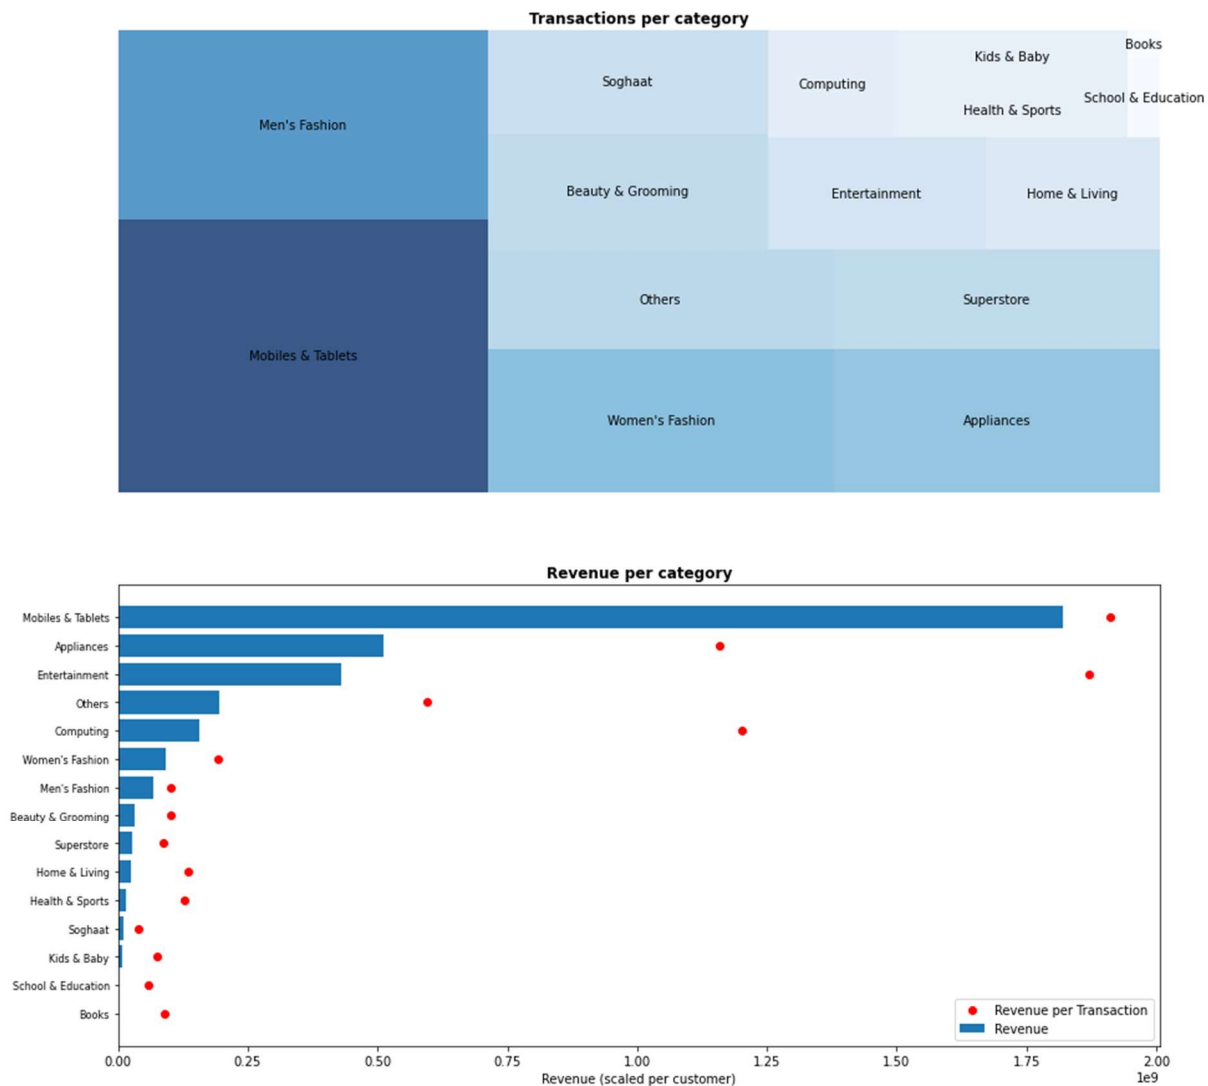 Transactions per category
Books
Kids & Baby
Men's Fashion
Soghaat
Computing
Health & Sports
School & Education
Beauty & Grooming
Entertainment
Home & Living
Others
Superstore
Mobiles & Tablets
Women's Fashion
Appliances
Revenue per category
Mobiles & Tablets
Appliances
Entertainment
Others
Computing
Women's Fashion
Men's Fashion
Beauty & Grooming
Superstore
Home & Living
Health & Sports
Soghaat
Kids & Baby
School & Education
Books
Revenue per Transaction
Revenue
0.00 0.25 0.50 0.75 1.00 1.25 1.50 1.75 2.00
Revenue (scaled per customer)
1e9